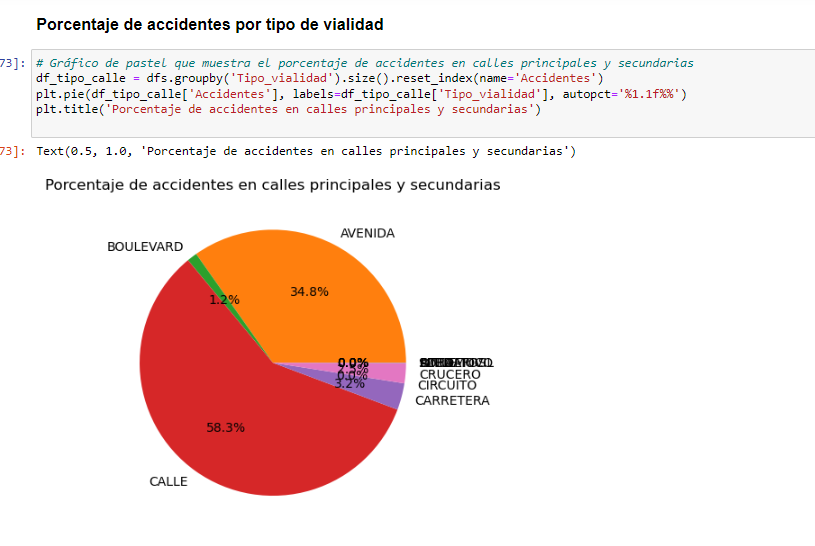 Porcentaje de accidentes por tipo de vialidad
73]: # Gráfico de pastel que muestra el porcentaje de accidentes en calles principales y secundarias
df_tipo_calle = dfs.groupby('Tipo_vialidad').size().reset_index(name='Accidentes')
plt.pie(df_tipo_calle['Accidentes'], labels=df_tipo_calle['Tipo_vialidad'], autopct='%1.1f%%')
plt.title('Porcentaje de accidentes en calles principales y secundarias')
73]: Text(0.5, 1.0, 'Porcentaje de accidentes en calles principales y secundarias')
Porcentaje de accidentes en calles principales y secundarias
AVENIDA
BOULEVARD
34.8%
1.2%
0.0%
CRUCERO
0.0%
CIRCUITO
3.2%
CARRETERA
58.3%
CALLE